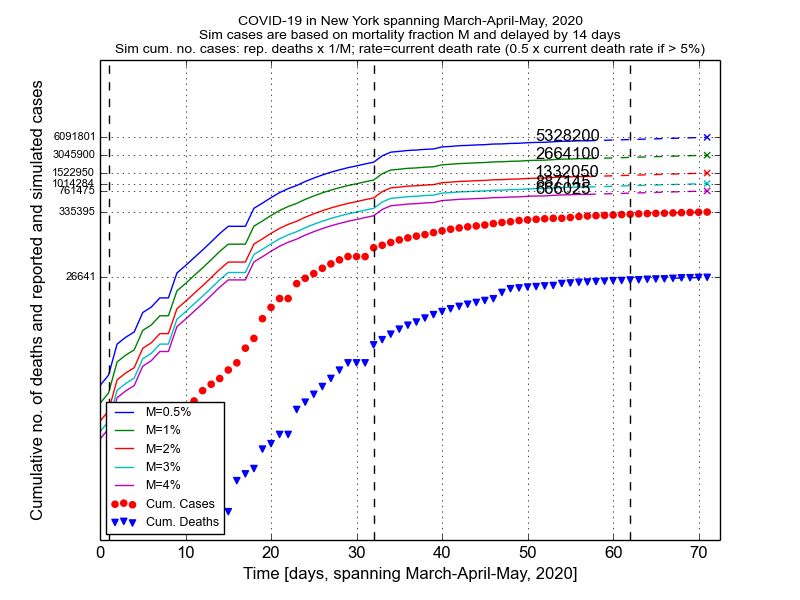 COVID-19 in New York spanning March-April-May, 2020
Sim cases are based on mortality fraction M and delayed by 14 days
Sim cum. no. cases: rep. deaths x 1/M; rate=current death rate (0.5 x current death rate if > 5%)
Cumulative no. of deaths and reported and simulated cases
6091801
3045900
1522950
1014284
761475
335395
26641
5328200
2664100
1332050
887145
666025
M=0.5%
M=1%
M=2%
M=3%
M=4%
Cum. Cases
Cum. Deaths
0 10 20 30 40 50 60 70
Time [days, spanning March-April-May, 2020]